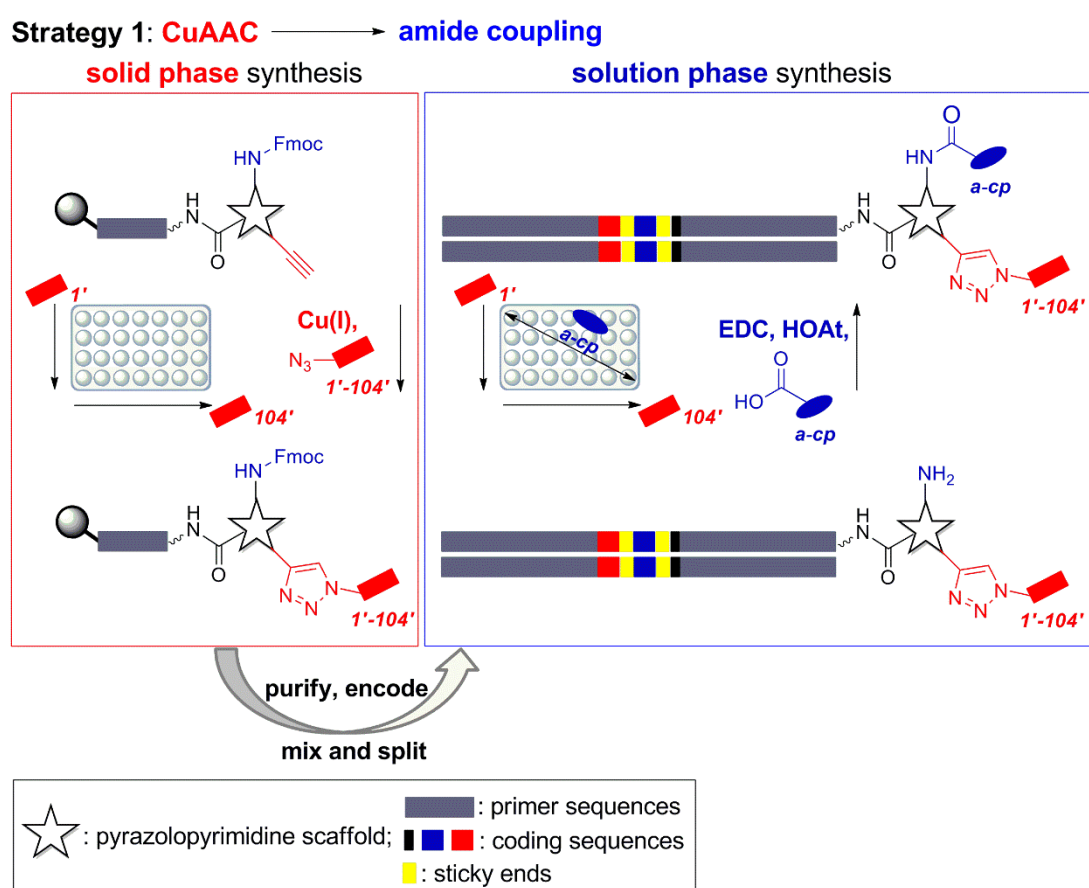 Strategy 1: CuAAC amide coupling
solid phase synthesis
solution phase synthesis
Fmoc
HN
H
N
O
1'
Cu(I),
N3
1'-104'
104'
Fmoc
HN
H
N
O
N
N
N
1'-104'
O
HN
a-cp
H
N
O
N
N
N
1'-104'
1'
a-cp
104'
EDC, HOAt,
O
HO
a-cp
NH2
H
N
O
N
N
N
1'-104'
purify, encode
mix and split
: pyrazolopyrimidine scaffold;
: primer sequences
: coding sequences
: sticky ends